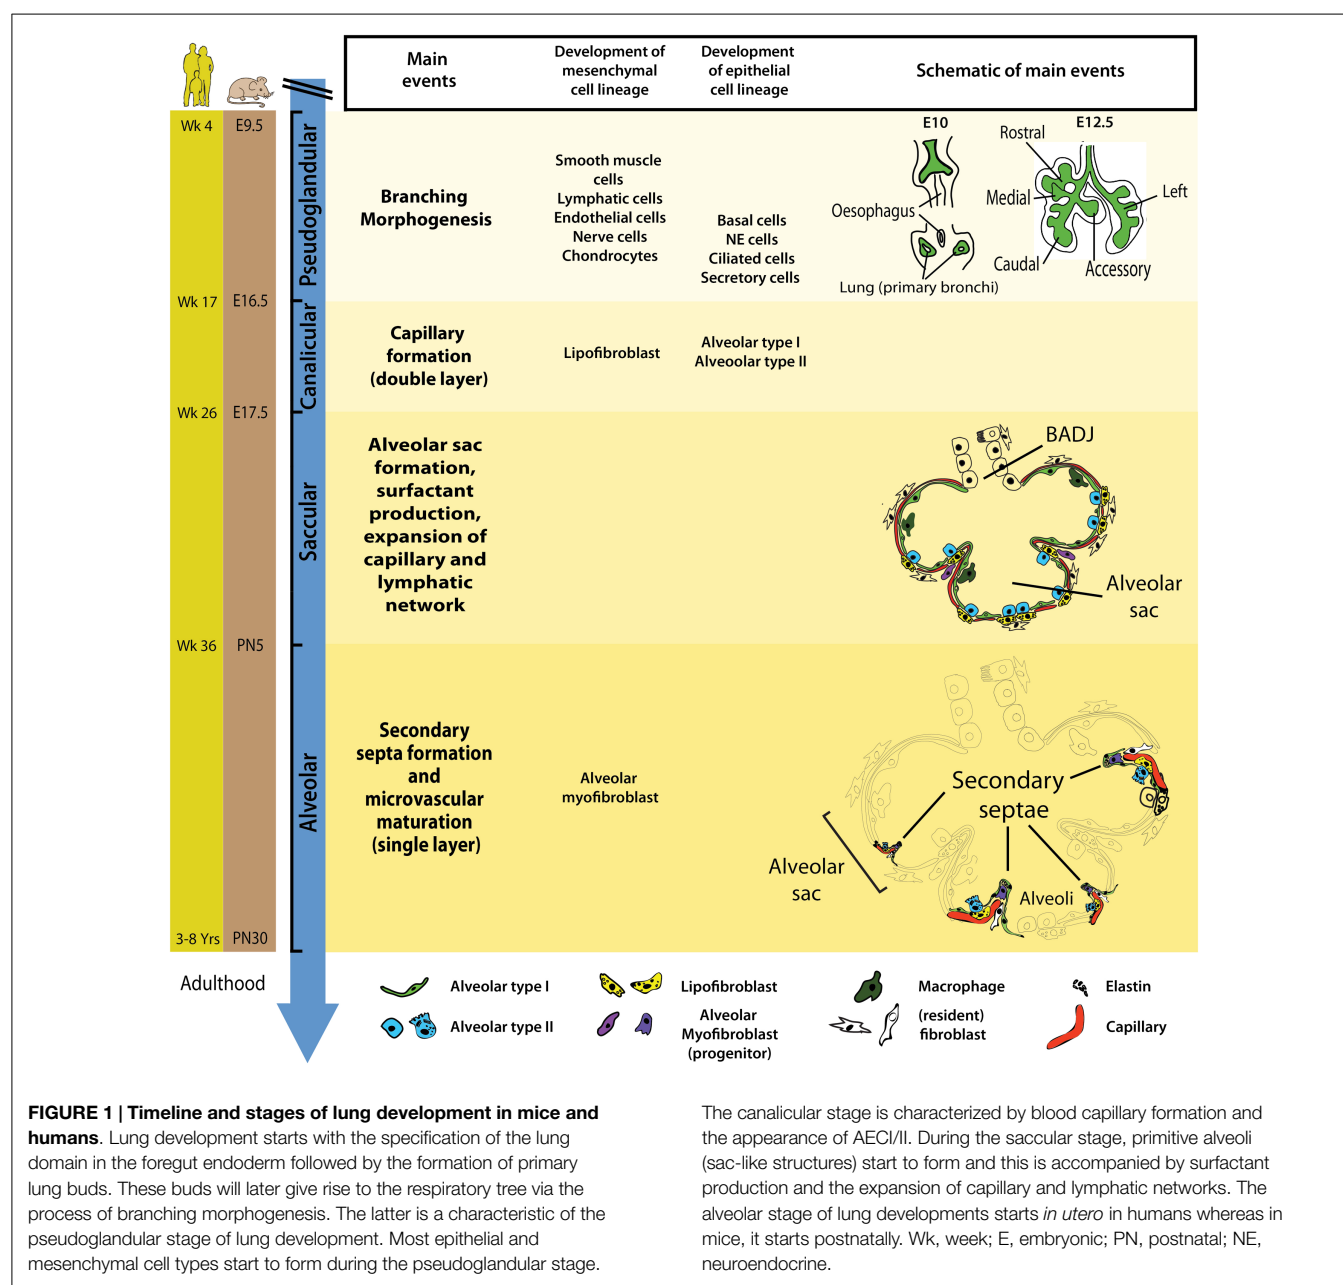 Main
events
Development of
mesenchymal
cell lineage
Development
of epithelial
cell lineage
Schematic of main events
Wk 4
E9.5
Pseudoglandular
Branching
Morphogenesis
Smooth muscle
cells
Lymphatic cells
Endothelial cells
Nerve cells
Chondrocytes
Basal cells
NE cells
Ciliated cells
Secretory cells
E10
Oesophagus
Lung (primary bronchi)
E12.5
Rostral
Medial
Left
Caudal
Accessory
Wk 17
E16.5
Canalicular
Capillary
formation
(double layer)
Lipofibroblast
Alveolar type I
Alveoolar type II
Wk 26
E17.5
Saccular
Alveolar sac
formation,
surfactant
production,
expansion of
capillary and
lymphatic
network
BADJ
Alveolar
sac
Wk 36
PN5
Alveolar
Secondary
septa formation
and
microvascular
maturation
(single layer)
Alveolar
myofibroblast
Secondary
septae
Alveolar
sac
Alveoli
3-8 Yrs
PN30
Adulthood
Alveolar type I
Lipofibroblast
Macrophage
Elastin
Alveolar type II
Alveolar
Myofibroblast
(progenitor)
(resident)
fibroblast
Capillary
FIGURE 1 | Timeline and stages of lung development in mice and
humans. Lung development starts with the specification of the lung
domain in the foregut endoderm followed by the formation of primary
lung buds. These buds will later give rise to the respiratory tree via the
process of branching morphogenesis. The latter is a characteristic of the
pseudoglandular stage of lung development. Most epithelial and
mesenchymal cell types start to form during the pseudoglandular stage.
The canalicular stage is characterized by blood capillary formation and
the appearance of AECI/II. During the saccular stage, primitive alveoli
(sac-like structures) start to form and this is accompanied by surfactant
production and the expansion of capillary and lymphatic networks. The
alveolar stage of lung developments starts in utero in humans whereas in
mice, it starts postnatally. Wk, week; E, embryonic; PN, postnatal; NE,
neuroendocrine.